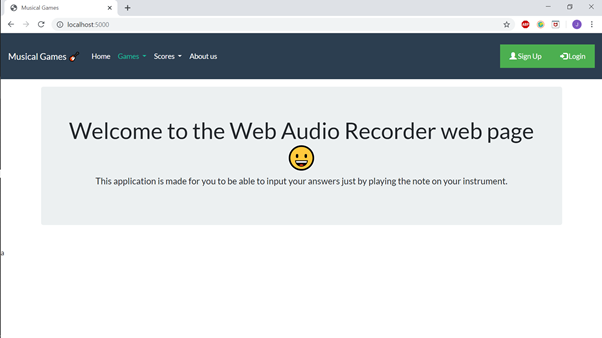 Musical Games
localhost:5000
ABP
J
Musical Games Home Games Scores About us Sign Up Login
Welcome to the Web Audio Recorder web page
This application is made for you to be able to input your answers just by playing the note on your instrument.
a